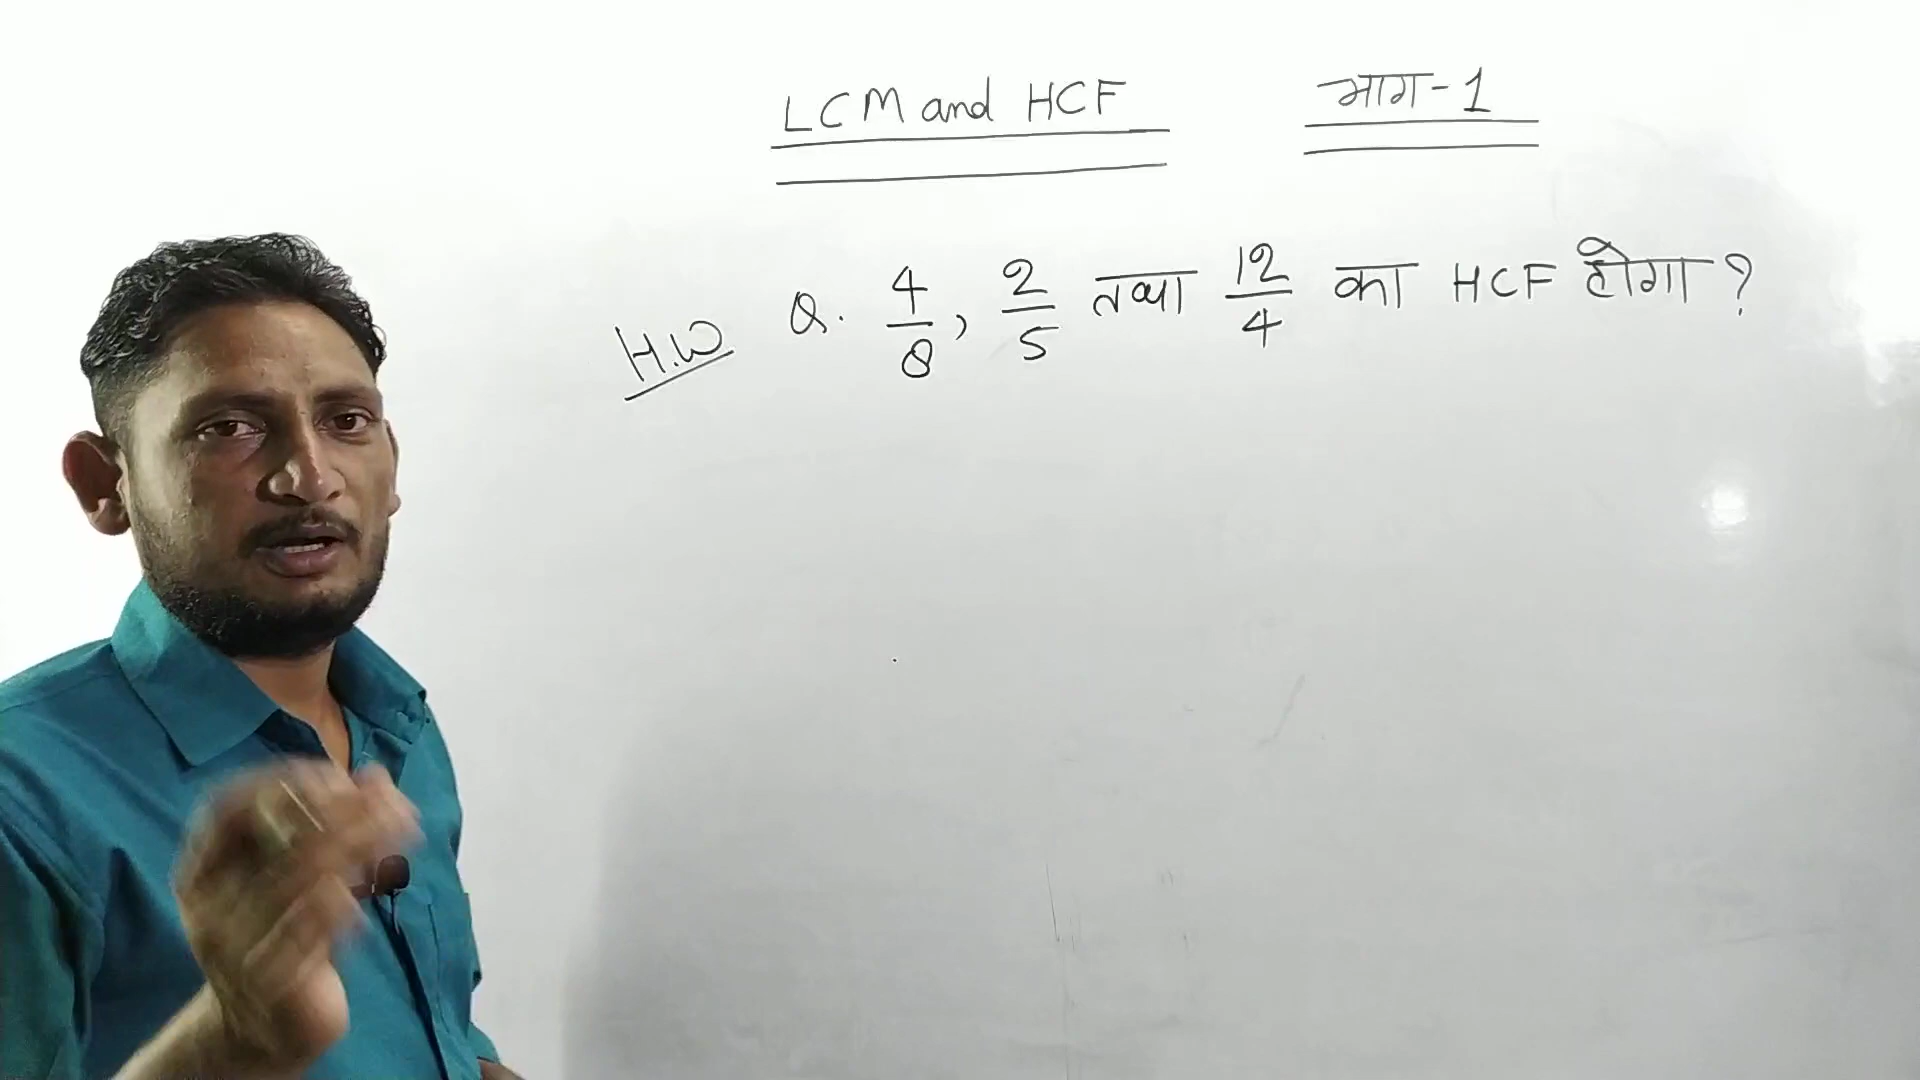 LCM and HCF भाग-1
H.W Q. 4/8, 2/5 तथा 12/4 का HCF होगा ?